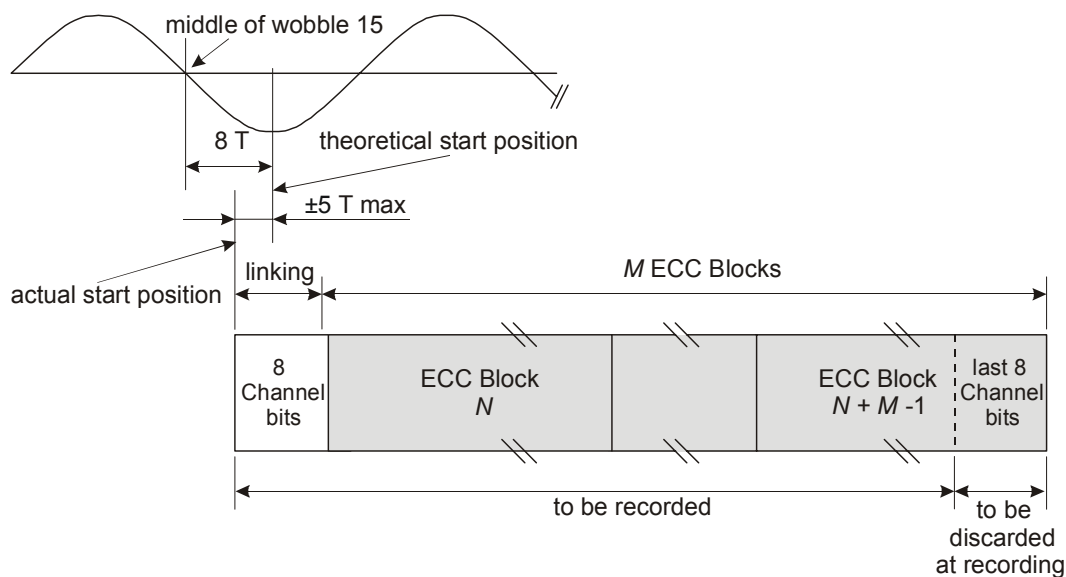 middle of wobble 15
8 T
theoretical start position
±5 T max
linking
M ECC Blocks
actual start position
8
Channel
bits
ECC Block
N
ECC Block
N + M -1
last 8
Channel
bits
to be recorded
to be
discarded
at recording